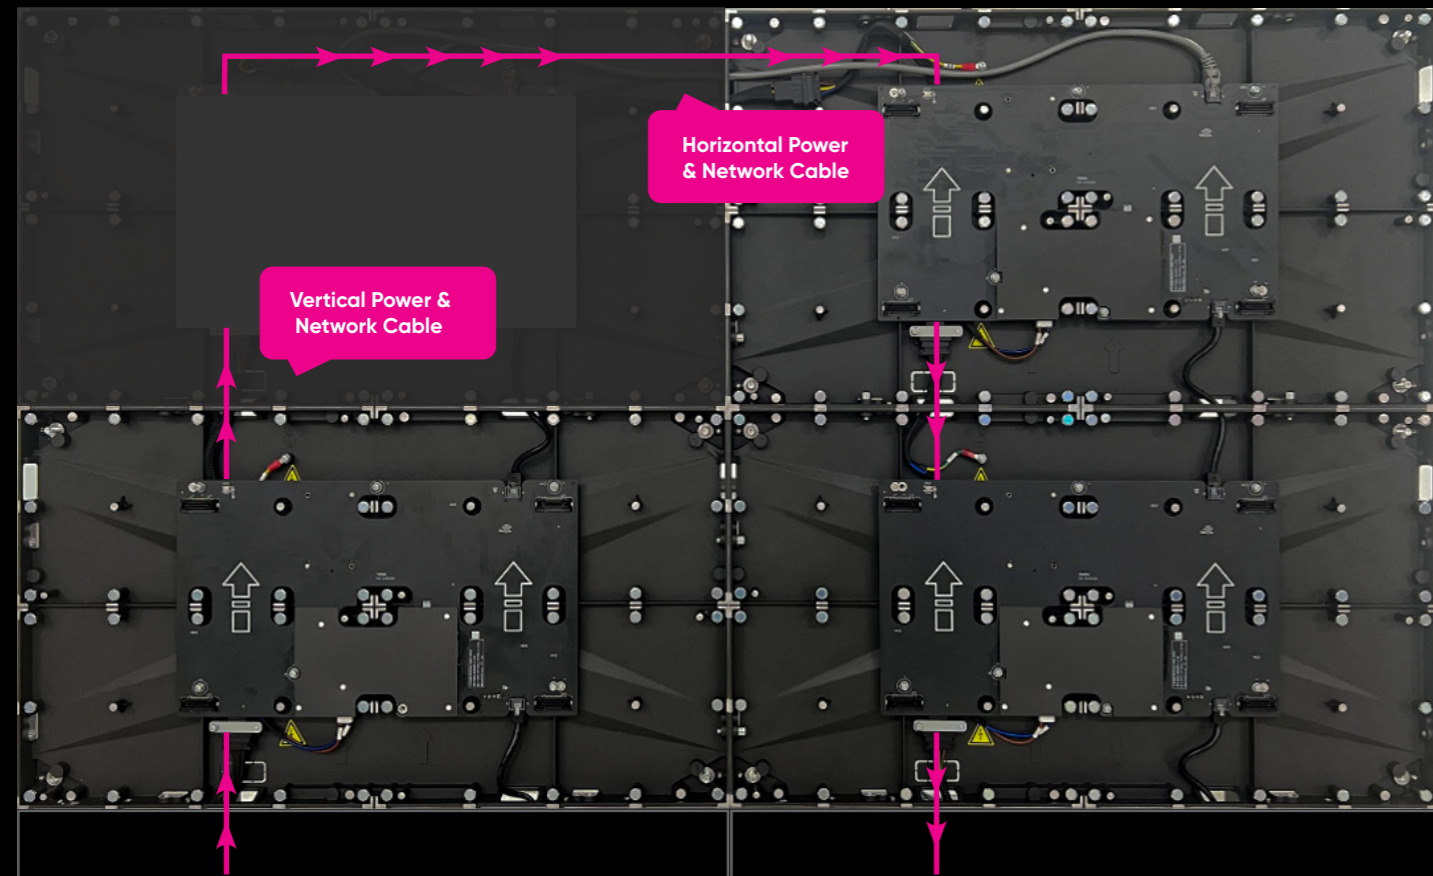 Horizontal Power
& Network Cable
Vertical Power &
Network Cable